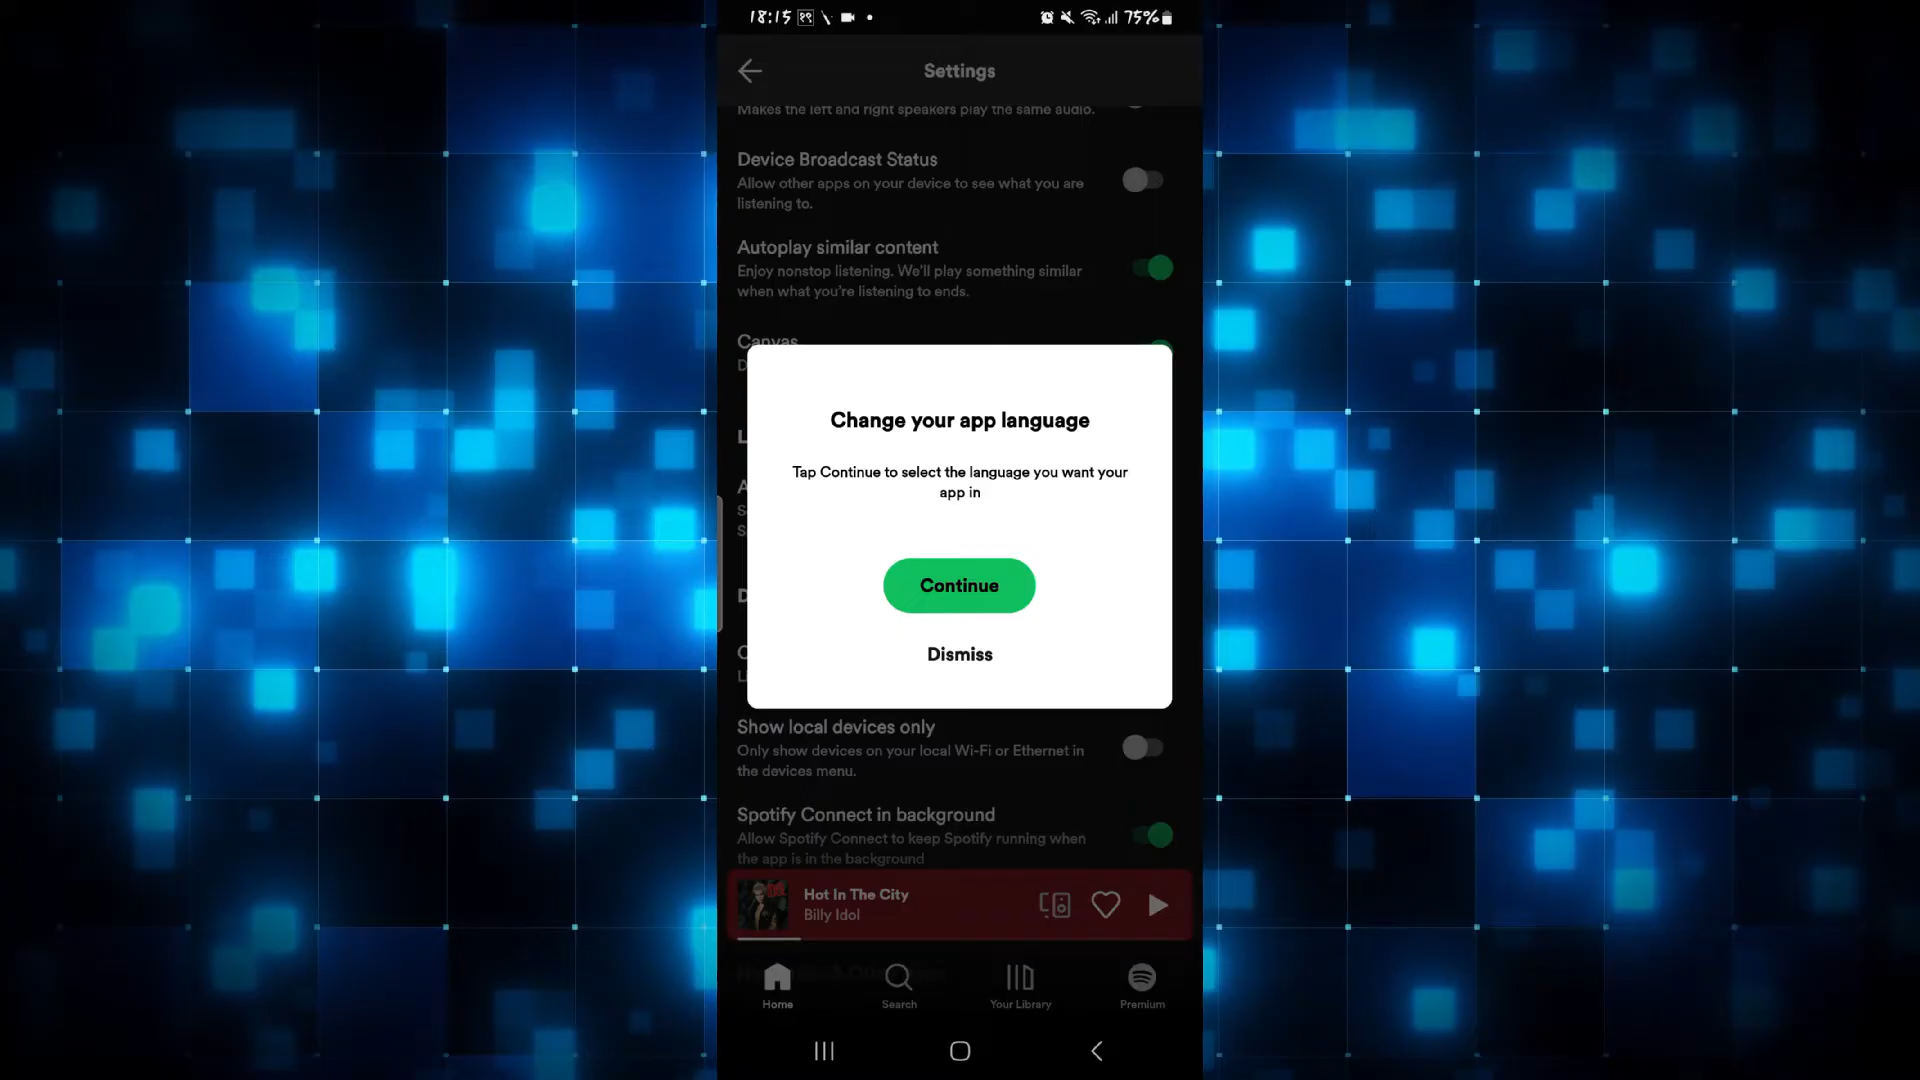 18:15
75%
Settings
Makes the left and right speakers play the same audio.
Device Broadcast Status
Allow other apps on your device to see what you are
listening to.
Autoplay similar content
Enjoy nonstop listening. We'll play something similar
when what you're listening to ends.
Canvas
D
L
A
S
S
D
C
Li
Change your app language
Tap Continue to select the language you want your
app in
Continue
Dismiss
Show local devices only
Only show devices on your local Wi-Fi or Ethernet in
the devices menu.
Spotify Connect in background
Allow Spotify Connect to keep Spotify running when
the app is in the background
Hot In The City
Billy Idol
Home
Search
Your Library
Premium